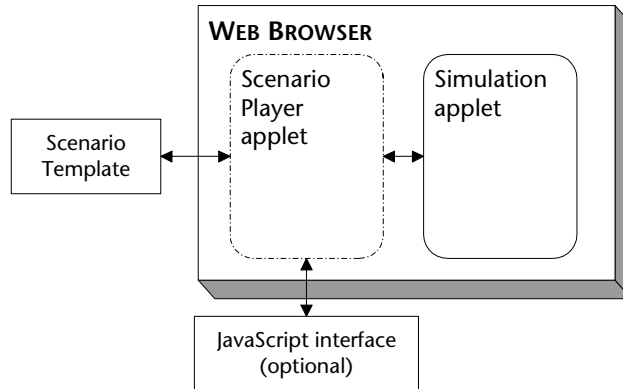 WEB BROWSER
Scenario
Player
applet
Simulation
applet
Scenario
Template
JavaScript interface
(optional)